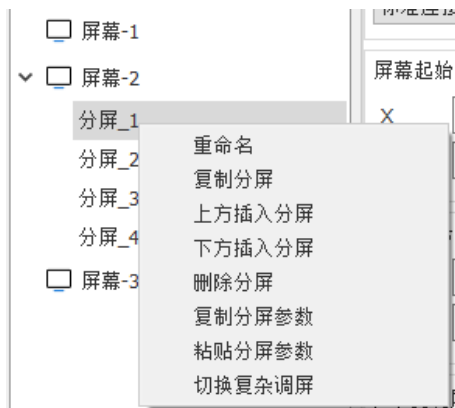 屏幕-1
屏幕-2
分屏_1
分屏_2
分屏_3
分屏_4
屏幕-3
重命名
复制分屏
上方插入分屏
下方插入分屏
删除分屏
复制分屏参数
粘贴分屏参数
切换复杂调屏
屏幕起始
X